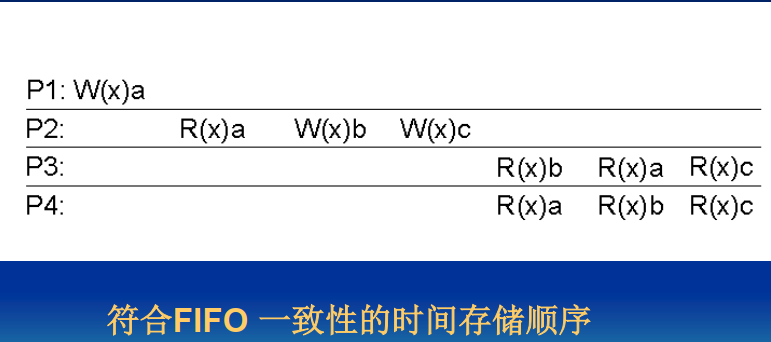 P1: W(x)a
P2: R(x)a W(x)b W(x)c
P3: R(x)b R(x)a R(x)c
P4: R(x)a R(x)b R(x)c
符合FIFO 一致性的时间存储顺序